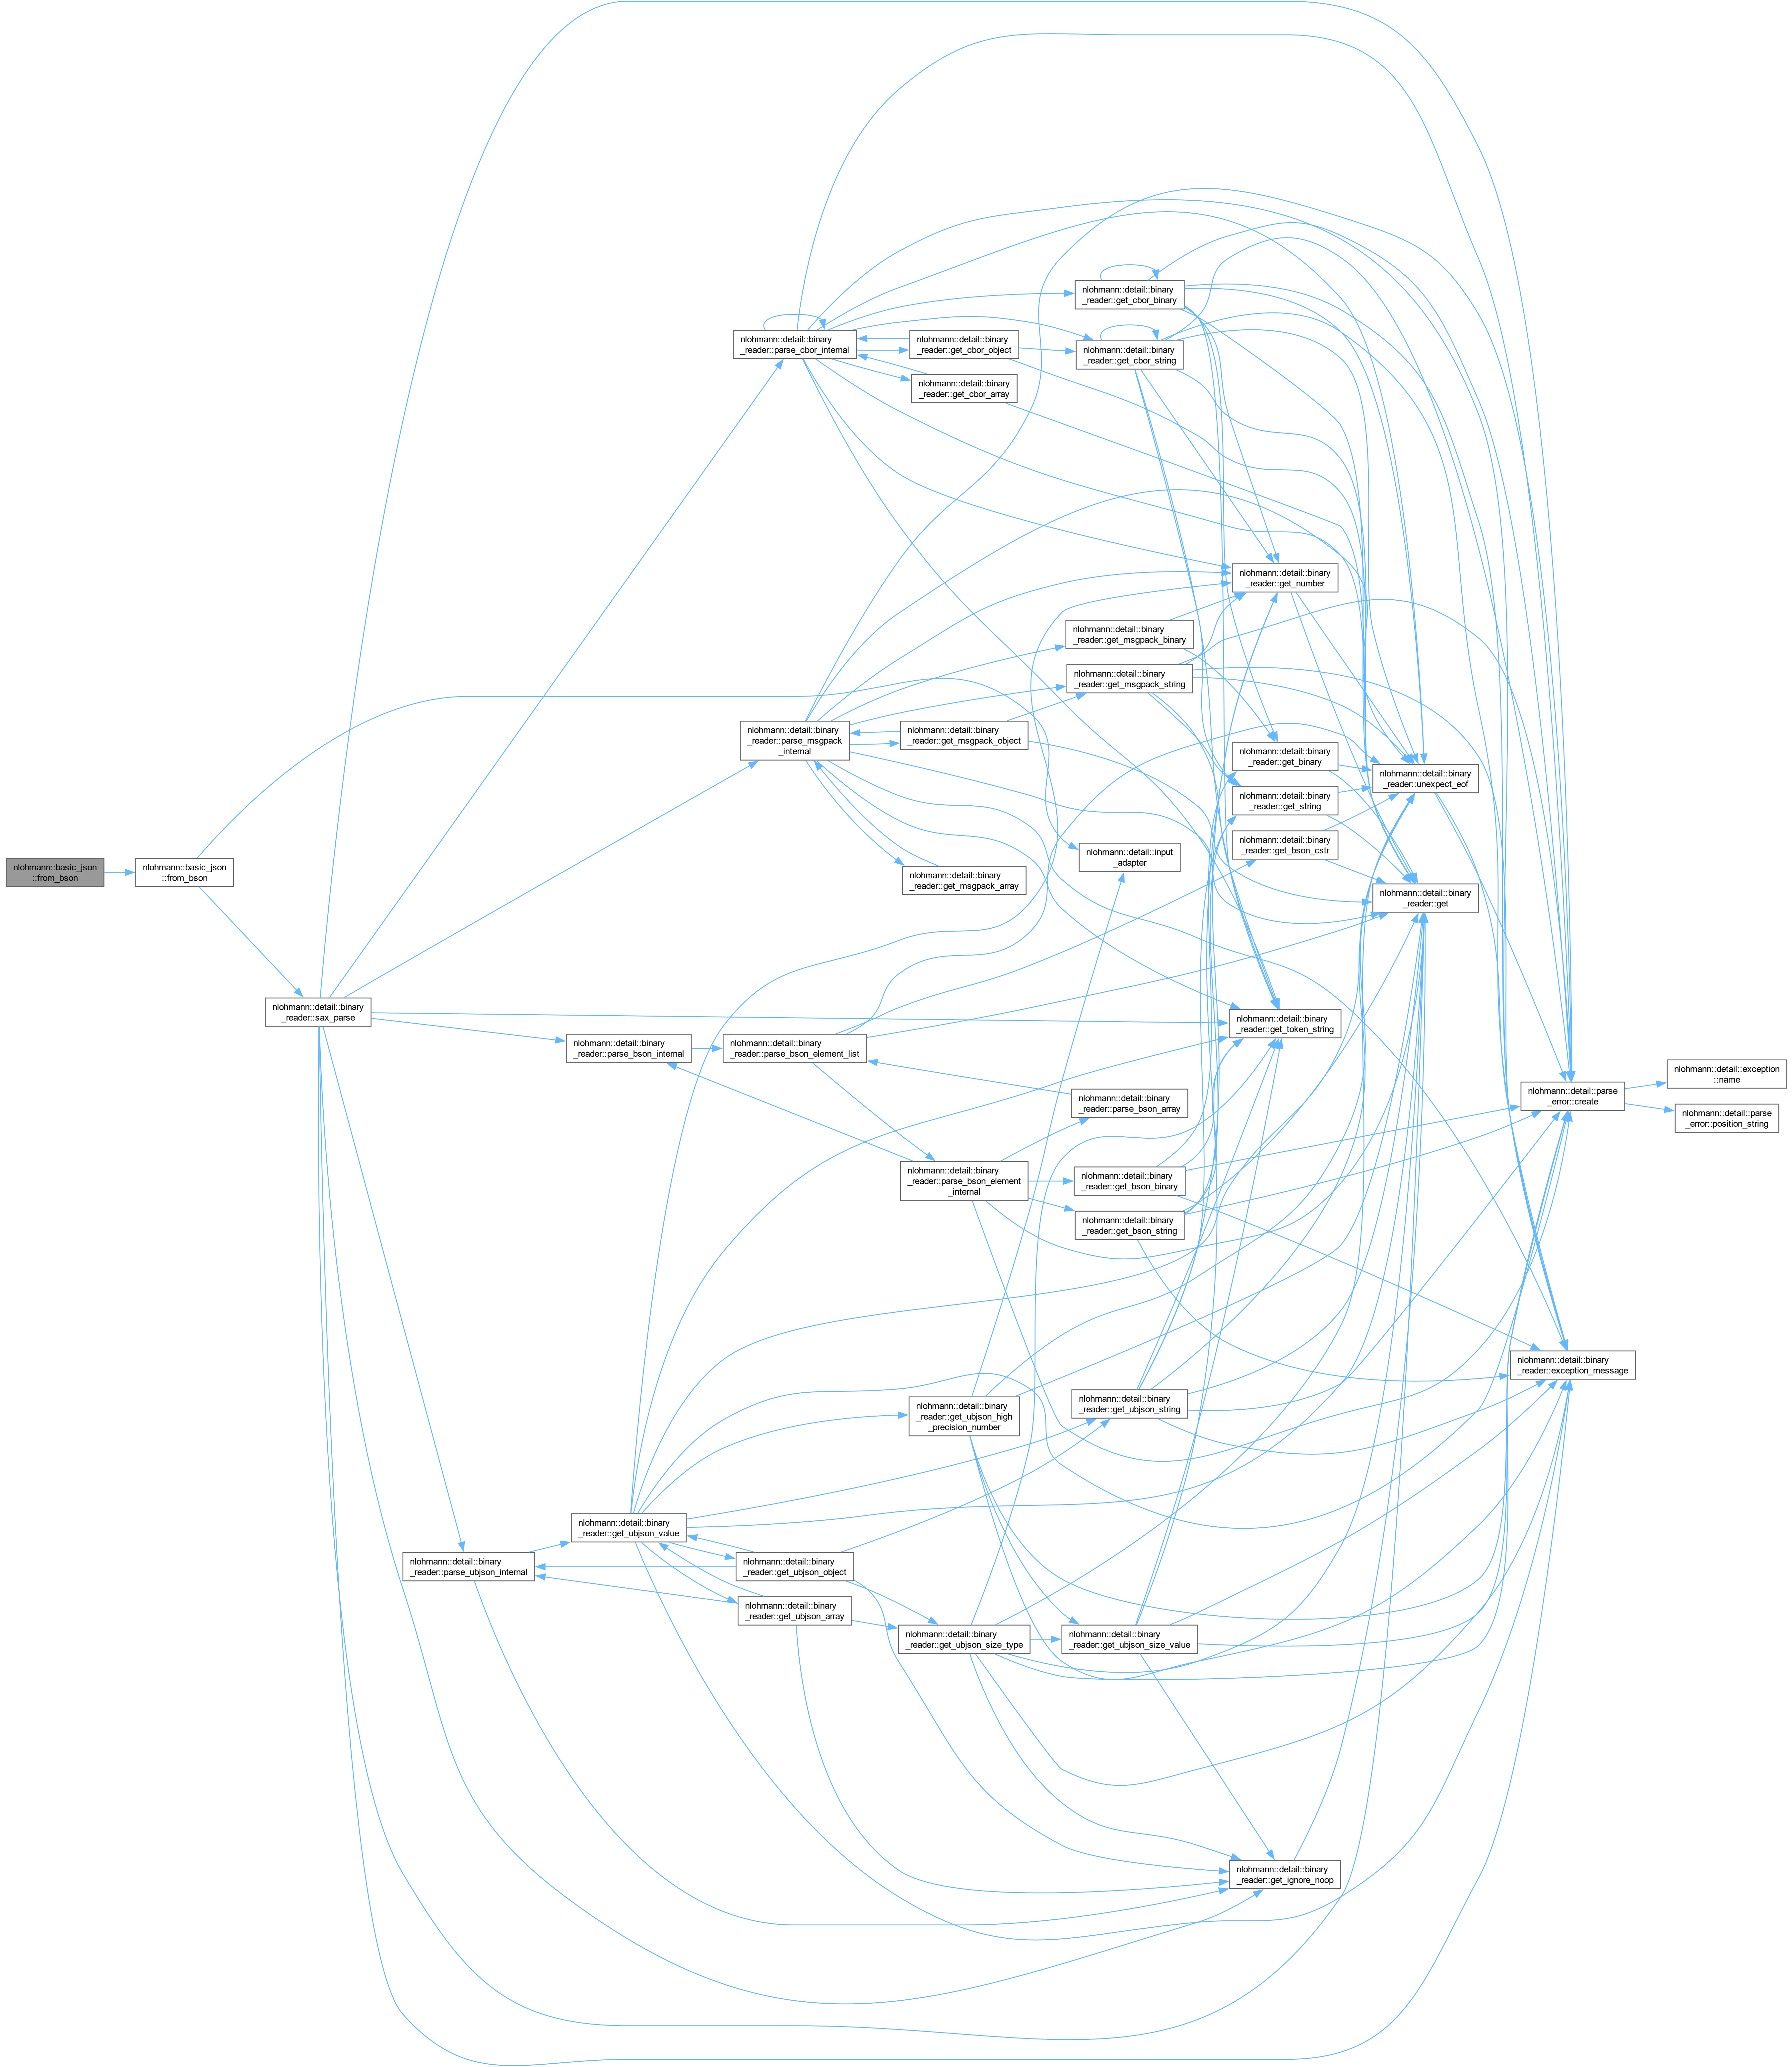 nlohmann::basic_json
::from_bson
nlohmann::basic_json
::from_bson
nlohmann::detail::binary
_reader::sax_parse
nlohmann::detail::binary
_reader::parse_cbor_internal
nlohmann::detail::binary
_reader::get_cbor_object
nlohmann::detail::binary
_reader::get_cbor_array
nlohmann::detail::binary
_reader::get_cbor_binary
nlohmann::detail::binary
_reader::get_cbor_string
nlohmann::detail::binary
_reader::get_number
nlohmann::detail::binary
_reader::get_msgpack_binary
nlohmann::detail::binary
_reader::get_msgpack_string
nlohmann::detail::binary
_reader::parse_msgpack
_internal
nlohmann::detail::binary
_reader::get_msgpack_object
nlohmann::detail::binary
_reader::get_msgpack_array
nlohmann::detail::input
_adapter
nlohmann::detail::binary
_reader::get_binary
nlohmann::detail::binary
_reader::get_string
nlohmann::detail::binary
_reader::get_bson_cstr
nlohmann::detail::binary
_reader::unexpect_eof
nlohmann::detail::binary
_reader::get
nlohmann::detail::binary
_reader::get_token_string
nlohmann::detail::binary
_reader::parse_bson_internal
nlohmann::detail::binary
_reader::parse_bson_element_list
nlohmann::detail::binary
_reader::parse_bson_array
nlohmann::detail::binary
_reader::parse_bson_element
_internal
nlohmann::detail::binary
_reader::get_bson_binary
nlohmann::detail::binary
_reader::get_bson_string
nlohmann::detail::parse
_error::create
nlohmann::detail::exception
::name
nlohmann::detail::parse
_error::position_string
nlohmann::detail::binary
_reader::exception_message
nlohmann::detail::binary
_reader::get_ubjson_high
_precision_number
nlohmann::detail::binary
_reader::get_ubjson_string
nlohmann::detail::binary
_reader::get_ubjson_value
nlohmann::detail::binary
_reader::parse_ubjson_internal
nlohmann::detail::binary
_reader::get_ubjson_object
nlohmann::detail::binary
_reader::get_ubjson_array
nlohmann::detail::binary
_reader::get_ubjson_size_type
nlohmann::detail::binary
_reader::get_ubjson_size_value
nlohmann::detail::binary
_reader::get_ignore_noop